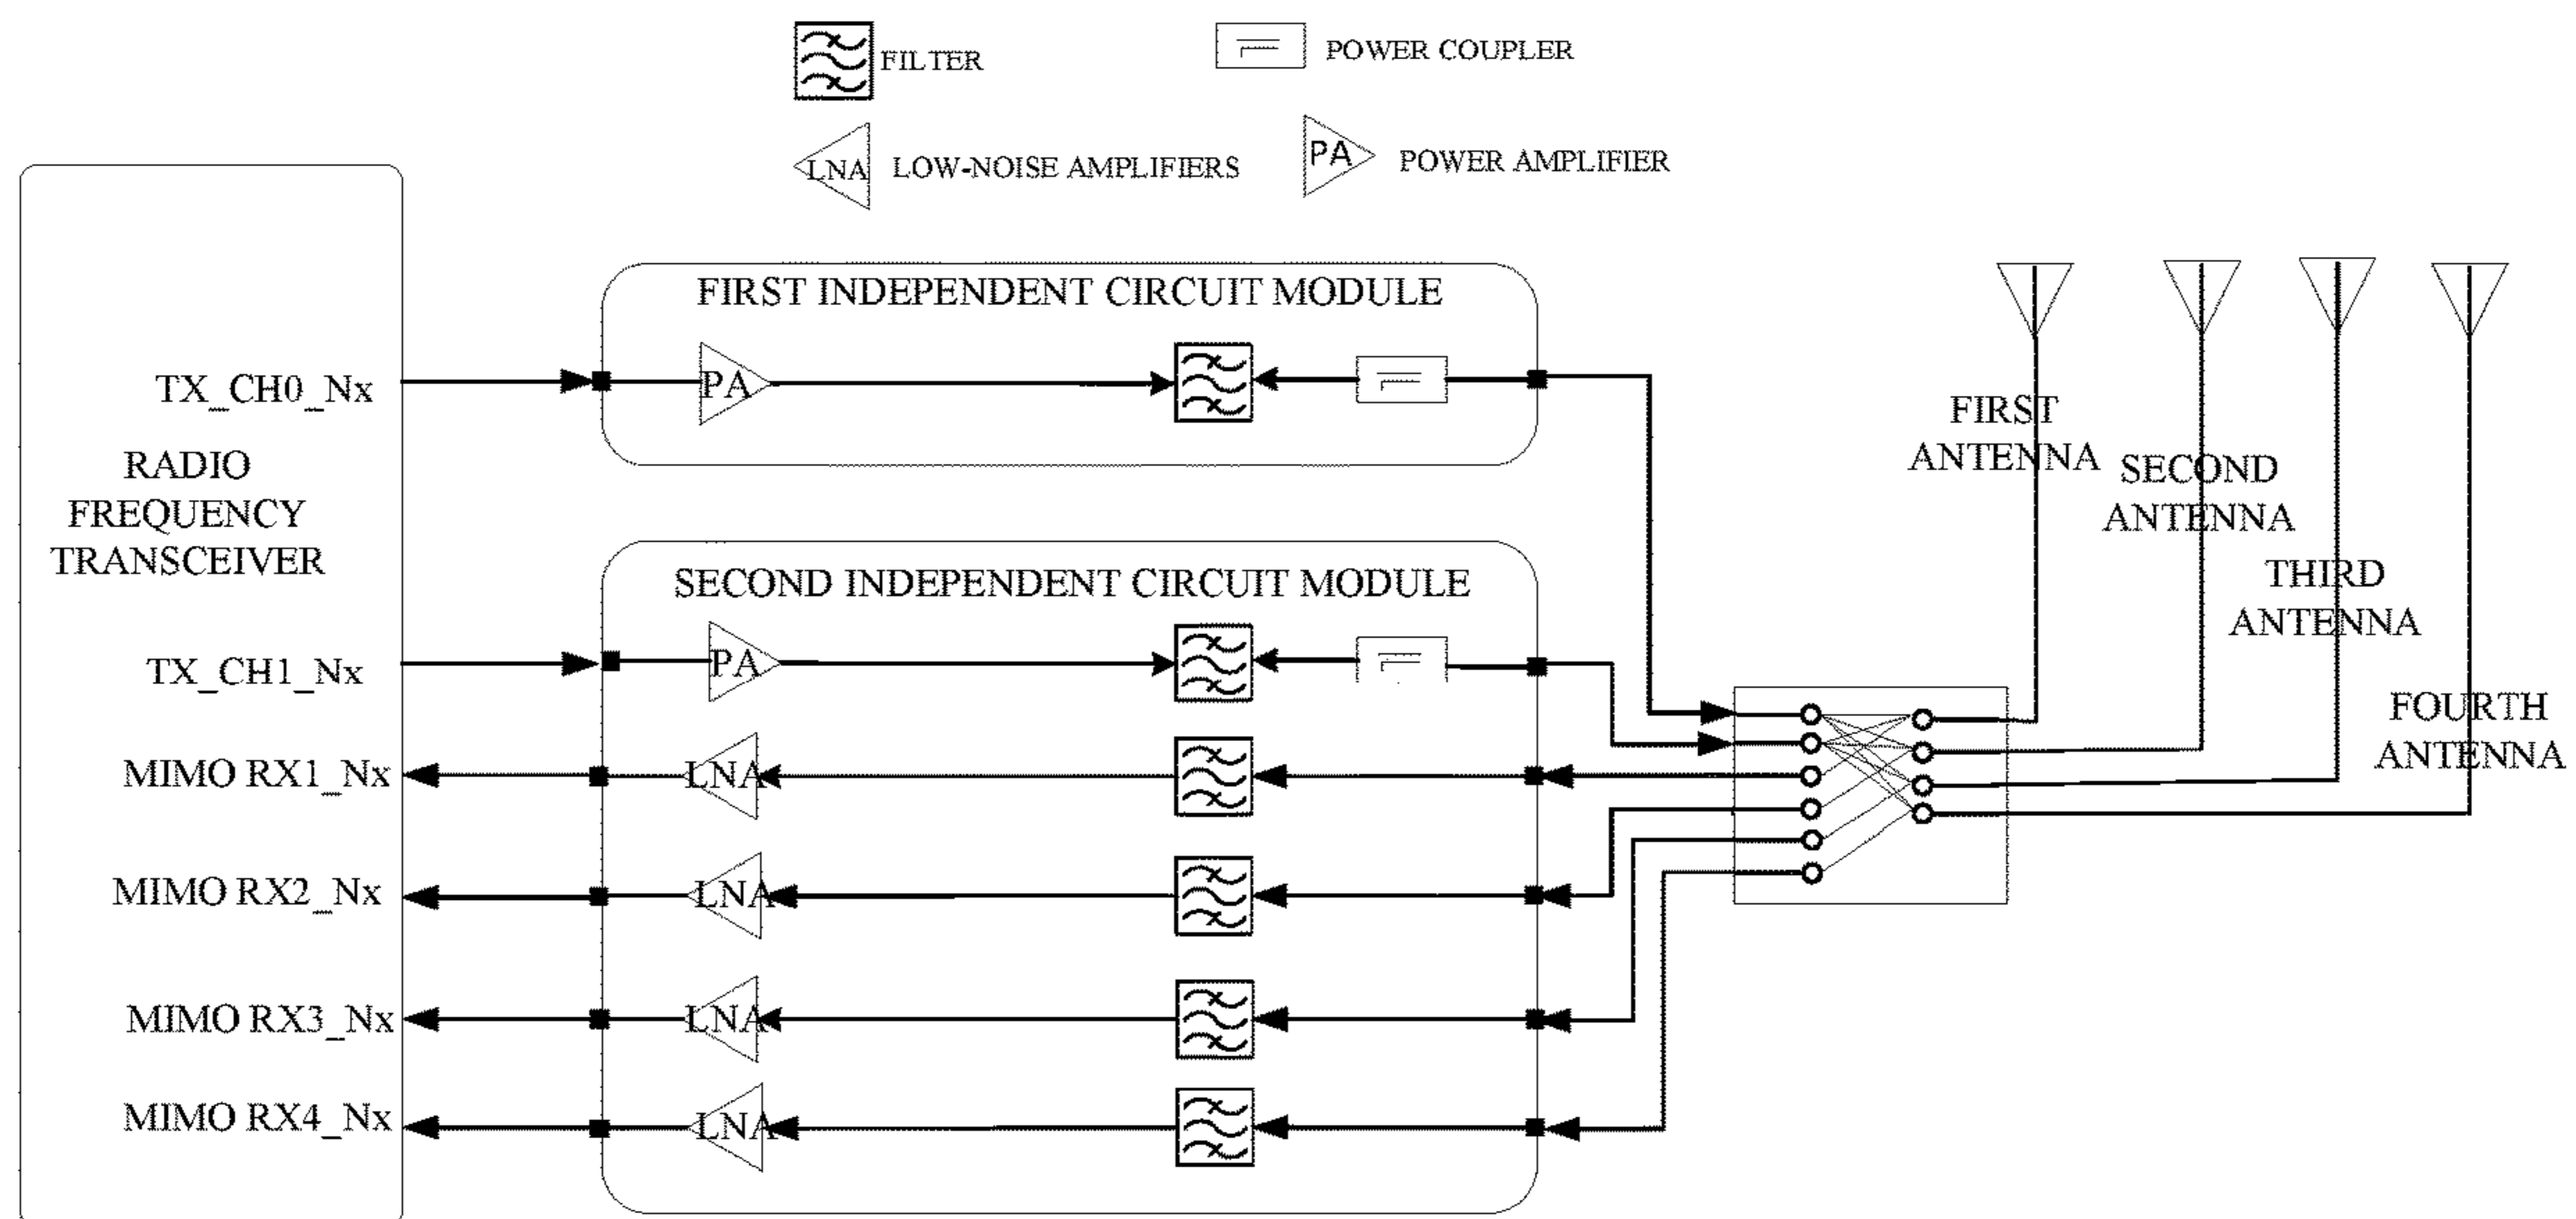 FILTER
POWER COUPLER
LNA
LOW-NOISE AMPLIFIERS
PA
POWER AMPLIFIER
FIRST INDEPENDENT CIRCUIT MODULE
TX_CH0_Nx
PA
RADIO
FREQUENCY
TRANSCEIVER
FIRST
ANTENNA
SECOND
ANTENNA
THIRD
ANTENNA
FOURTH
ANTENNA
SECOND INDEPENDENT CIRCUIT MODULE
TX_CH1_Nx
PA
MIMO RX1_Nx
LNA
MIMO RX2_Nx
LNA
MIMO RX3_Nx
LNA
MIMO RX4_Nx
LNA